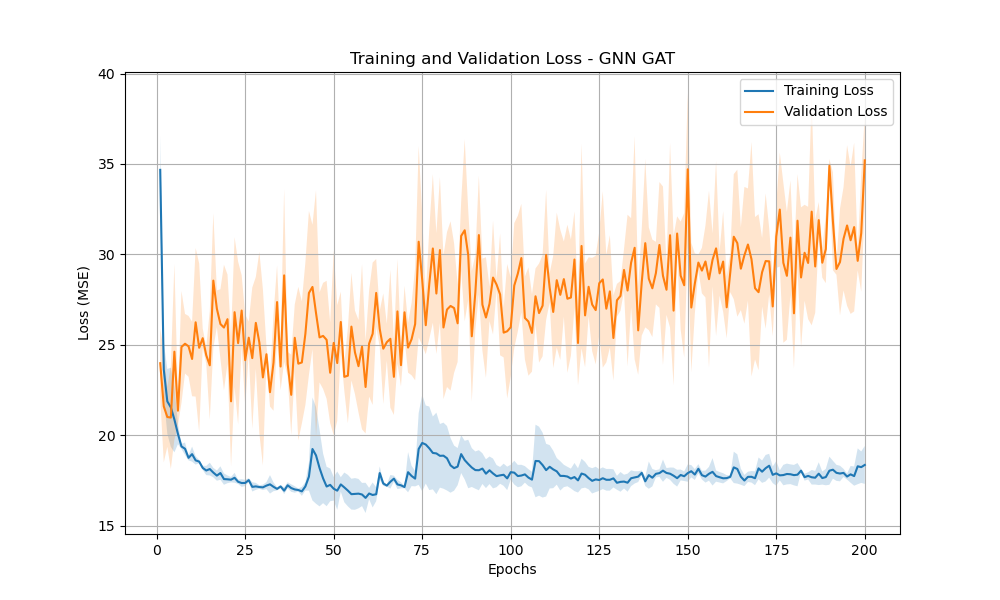 Training and Validation Loss - GNN GAT
Training Loss
Validation Loss
40
35
30
25
20
15
Loss (MSE)
0 25 50 75 100 125 150 175 200
Epochs